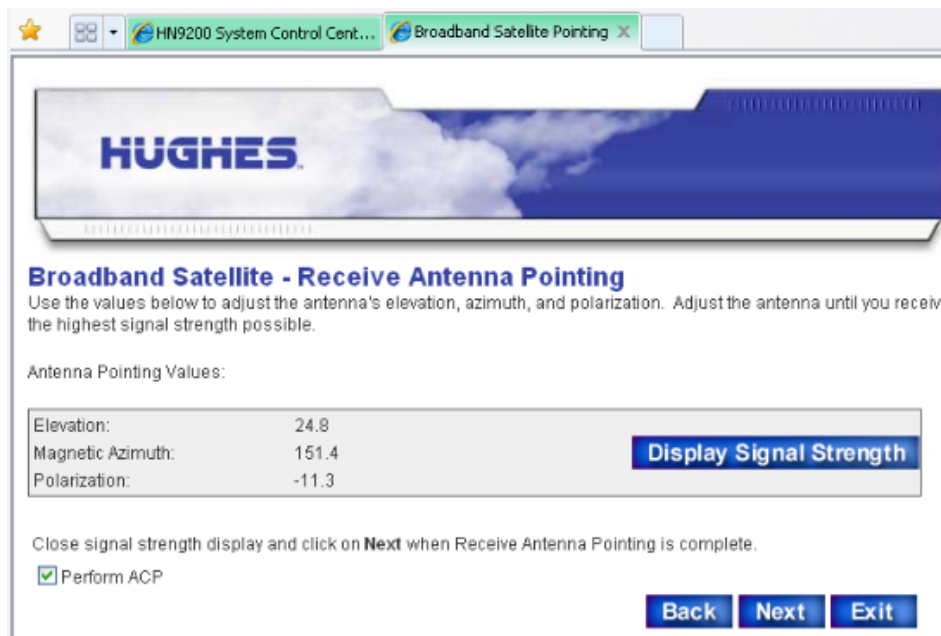 HN9200 System Control Cent... Broadband Satellite Pointing
HUGHES.
Broadband Satellite - Receive Antenna Pointing
Use the values below to adjust the antenna's elevation, azimuth, and polarization. Adjust the antenna until you receiv
the highest signal strength possible.
Antenna Pointing Values:
Elevation: 24.8
Magnetic Azimuth: 151.4
Display Signal Strength
Polarization: -11.3
Close signal strength display and click on Next when Receive Antenna Pointing is complete.
Perform ACP
Back Next Exit